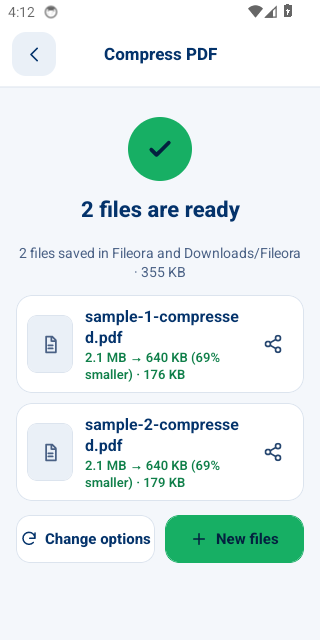 4:12
Compress PDF
2 files are ready
2 files saved in Fileora and Downloads/Fileora
· 355 KB
sample-1-compresse
d.pdf
2.1 MB → 640 KB (69%
smaller) · 176 KB
sample-2-compresse
d.pdf
2.1 MB → 640 KB (69%
smaller) · 179 KB
Change options
New files